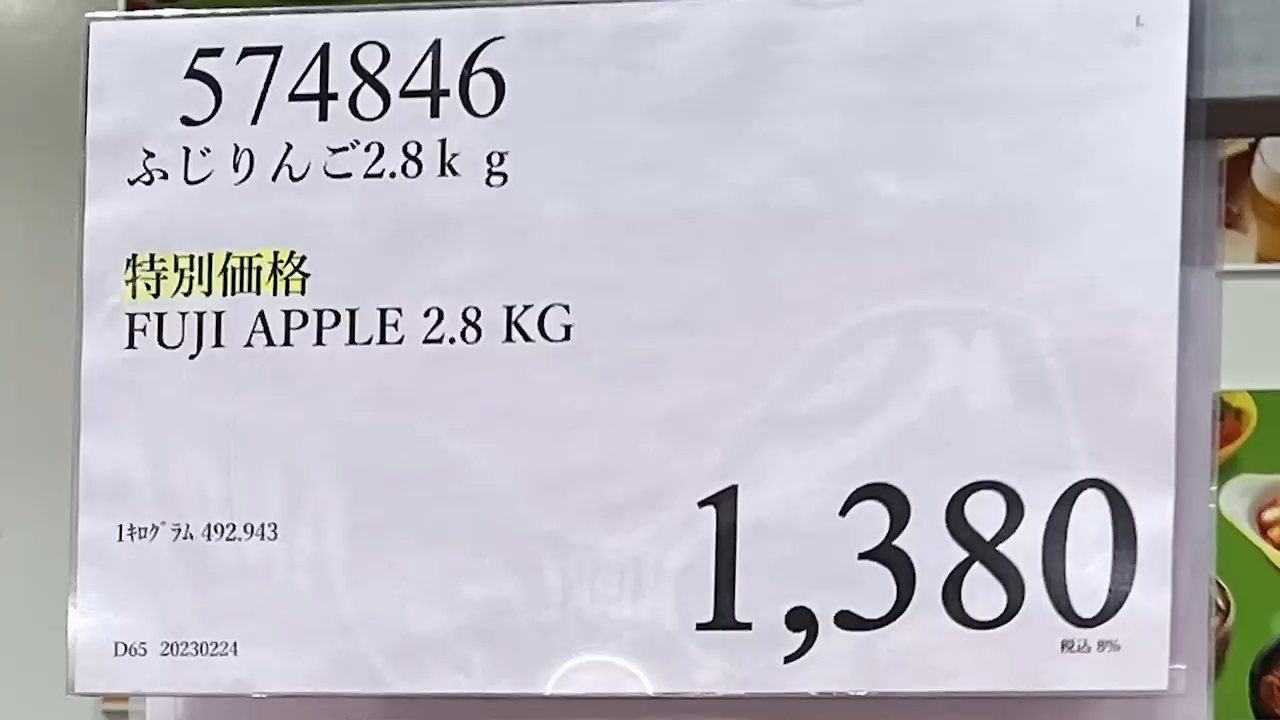 574846
ふじりんご2.8ｋｇ
特別価格
FUJI APPLE 2.8 KG
1ｷﾛｸﾞﾗﾑ 492.943
1,380
税込 8%
D65 20230224